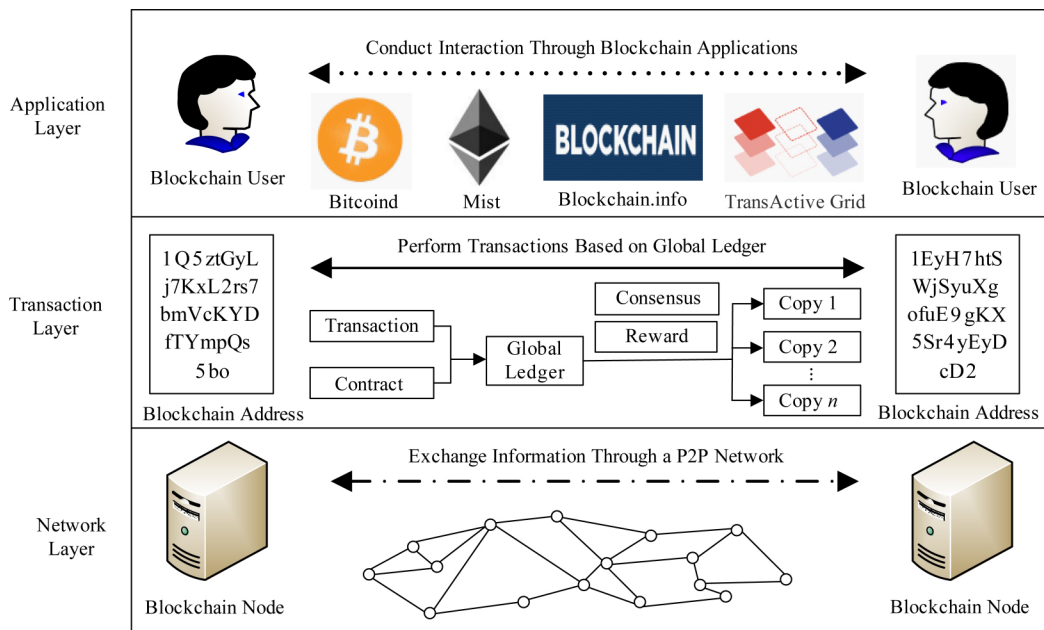 Application
Layer
Conduct Interaction Through Blockchain Applications
Blockchain User
BLOCKCHAIN
Bitcoind
Mist
Blockchain.info
TransActive Grid
Blockchain User
Transaction
Layer
1Q5ztGyL
j7KxL2rs7
bmVcKYD
fTYmpQs
5bo
Blockchain Address
Perform Transactions Based on Global Ledger
Transaction
Contract
Global
Ledger
Consensus
Reward
Copy 1
Copy 2
Copy n
1EyH7htS
WjSyuXg
ofuE9gKX
5Sr4yEyD
cD2
Blockchain Address
Network
Layer
Exchange Information Through a P2P Network
Blockchain Node
Blockchain Node